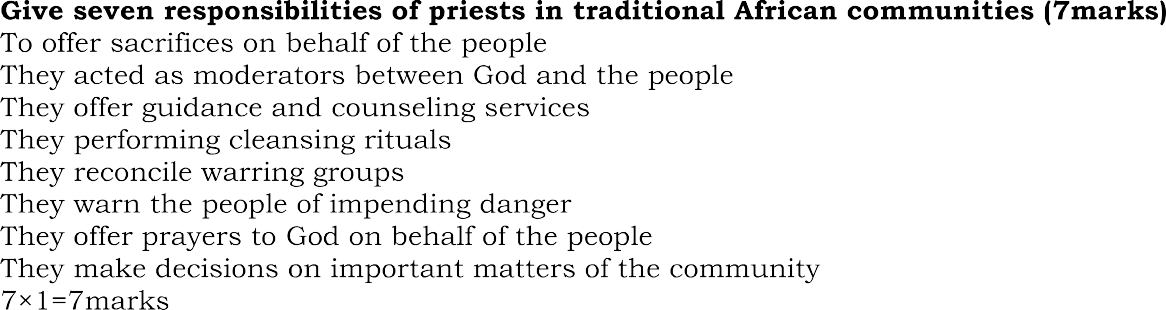 Give seven responsibilities of priests in traditional African communities (7marks)
To offer sacrifices on behalf of the people
They acted as moderators between God and the people
They offer guidance and counseling services
They performing cleansing rituals
They reconcile warring groups
They warn the people of impending danger
They offer prayers to God on behalf of the people
They make decisions on important matters of the community
7×1=7marks